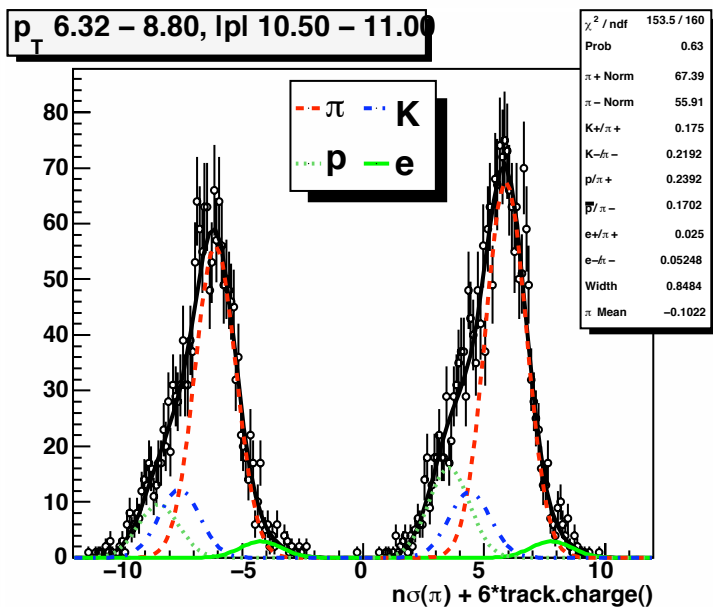 p_T 6.32 – 8.80, |p| 10.50 – 11.00
χ² / ndf 153.5 / 160
Prob 0.63
π+ Norm 67.39
π− Norm 55.91
K+/π+ 0.175
K−/π− 0.2192
p/π+ 0.2392
p̅/π− 0.1702
e+/π+ 0.025
e−/π− 0.05248
Width 0.8484
π Mean −0.1022
π K
p e
80
70
60
50
40
30
20
10
0
−10 −5 0 5 10
nσ(π) + 6*track.charge()